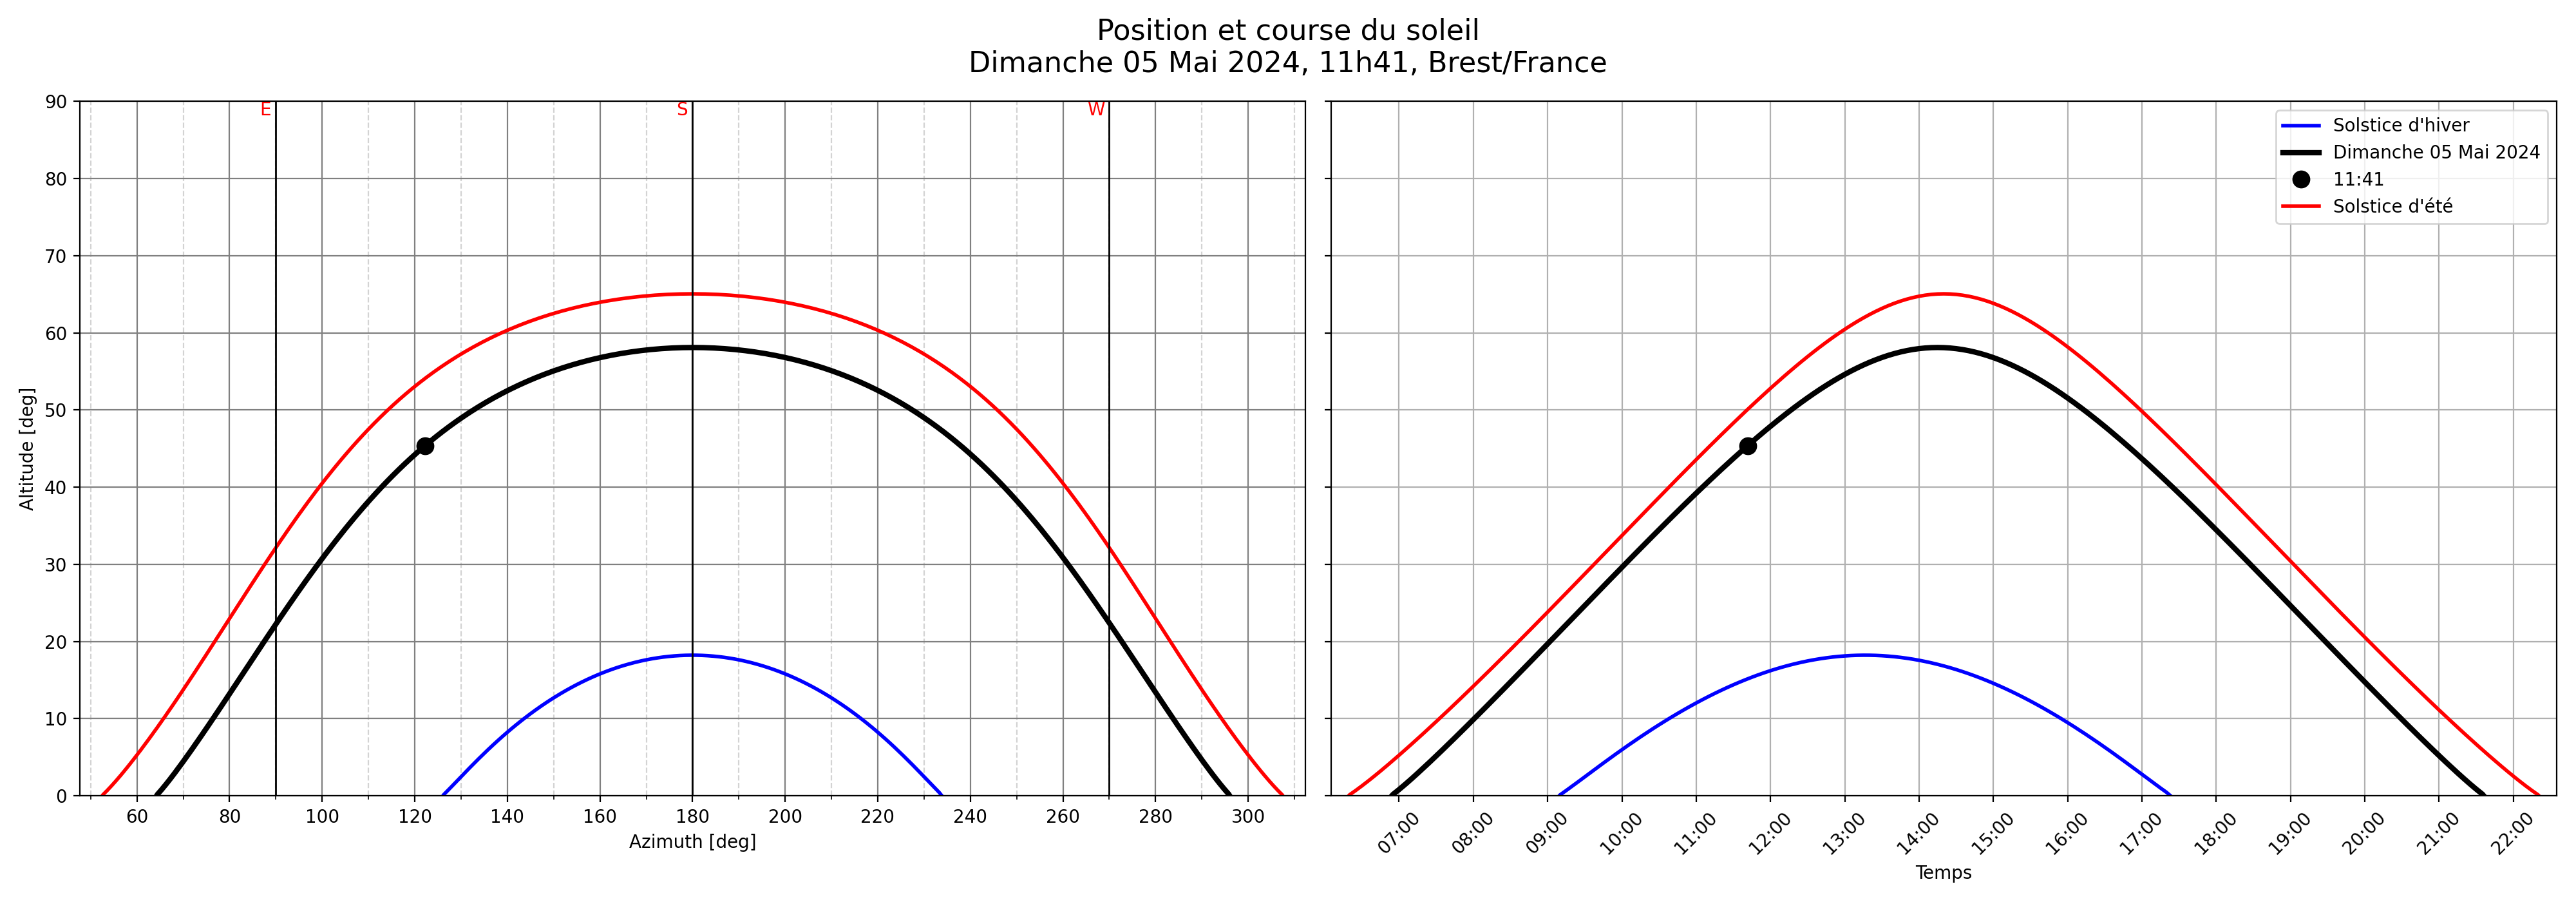 Position et course du soleil
Dimanche 05 Mai 2024, 11h41, Brest/France
E
S
W
90
80
70
60
50
40
30
20
10
0
Altitude [deg]
60 80 100 120 140 160 180 200 220 240 260 280 300
Azimuth [deg]
Solstice d'hiver
Dimanche 05 Mai 2024
11:41
Solstice d'été
07:00 08:00 09:00 10:00 11:00 12:00 13:00 14:00 15:00 16:00 17:00 18:00 19:00 20:00 21:00 22:00
Temps